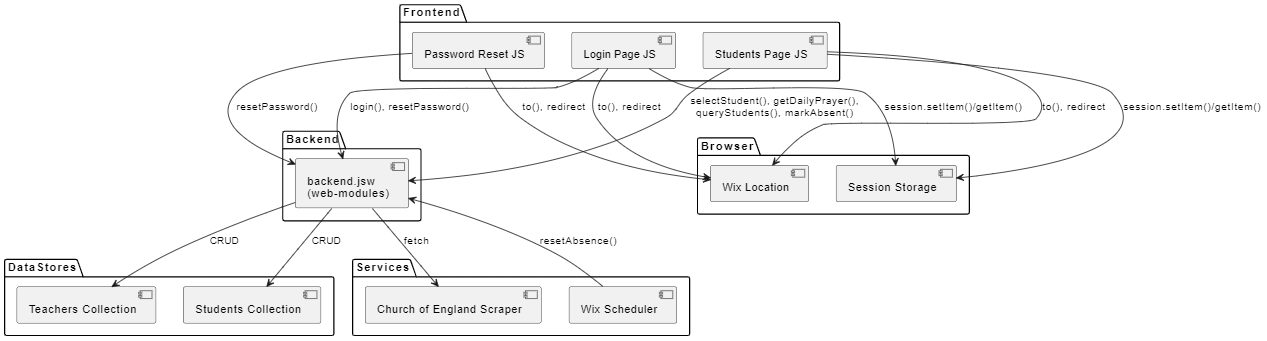 Frontend
Password Reset JS
Login Page JS
Students Page JS
resetPassword()
login(), resetPassword()
to(), redirect
to(), redirect
selectStudent(), getDailyPrayer(),
queryStudents(), markAbsent()
session.setItem()/getItem()
to(), redirect
session.setItem()/getItem()
Backend
backend.jsw
(web-modules)
Browser
Wix Location
Session Storage
CRUD
CRUD
fetch
resetAbsence()
DataStores
Teachers Collection
Students Collection
Services
Church of England Scraper
Wix Scheduler